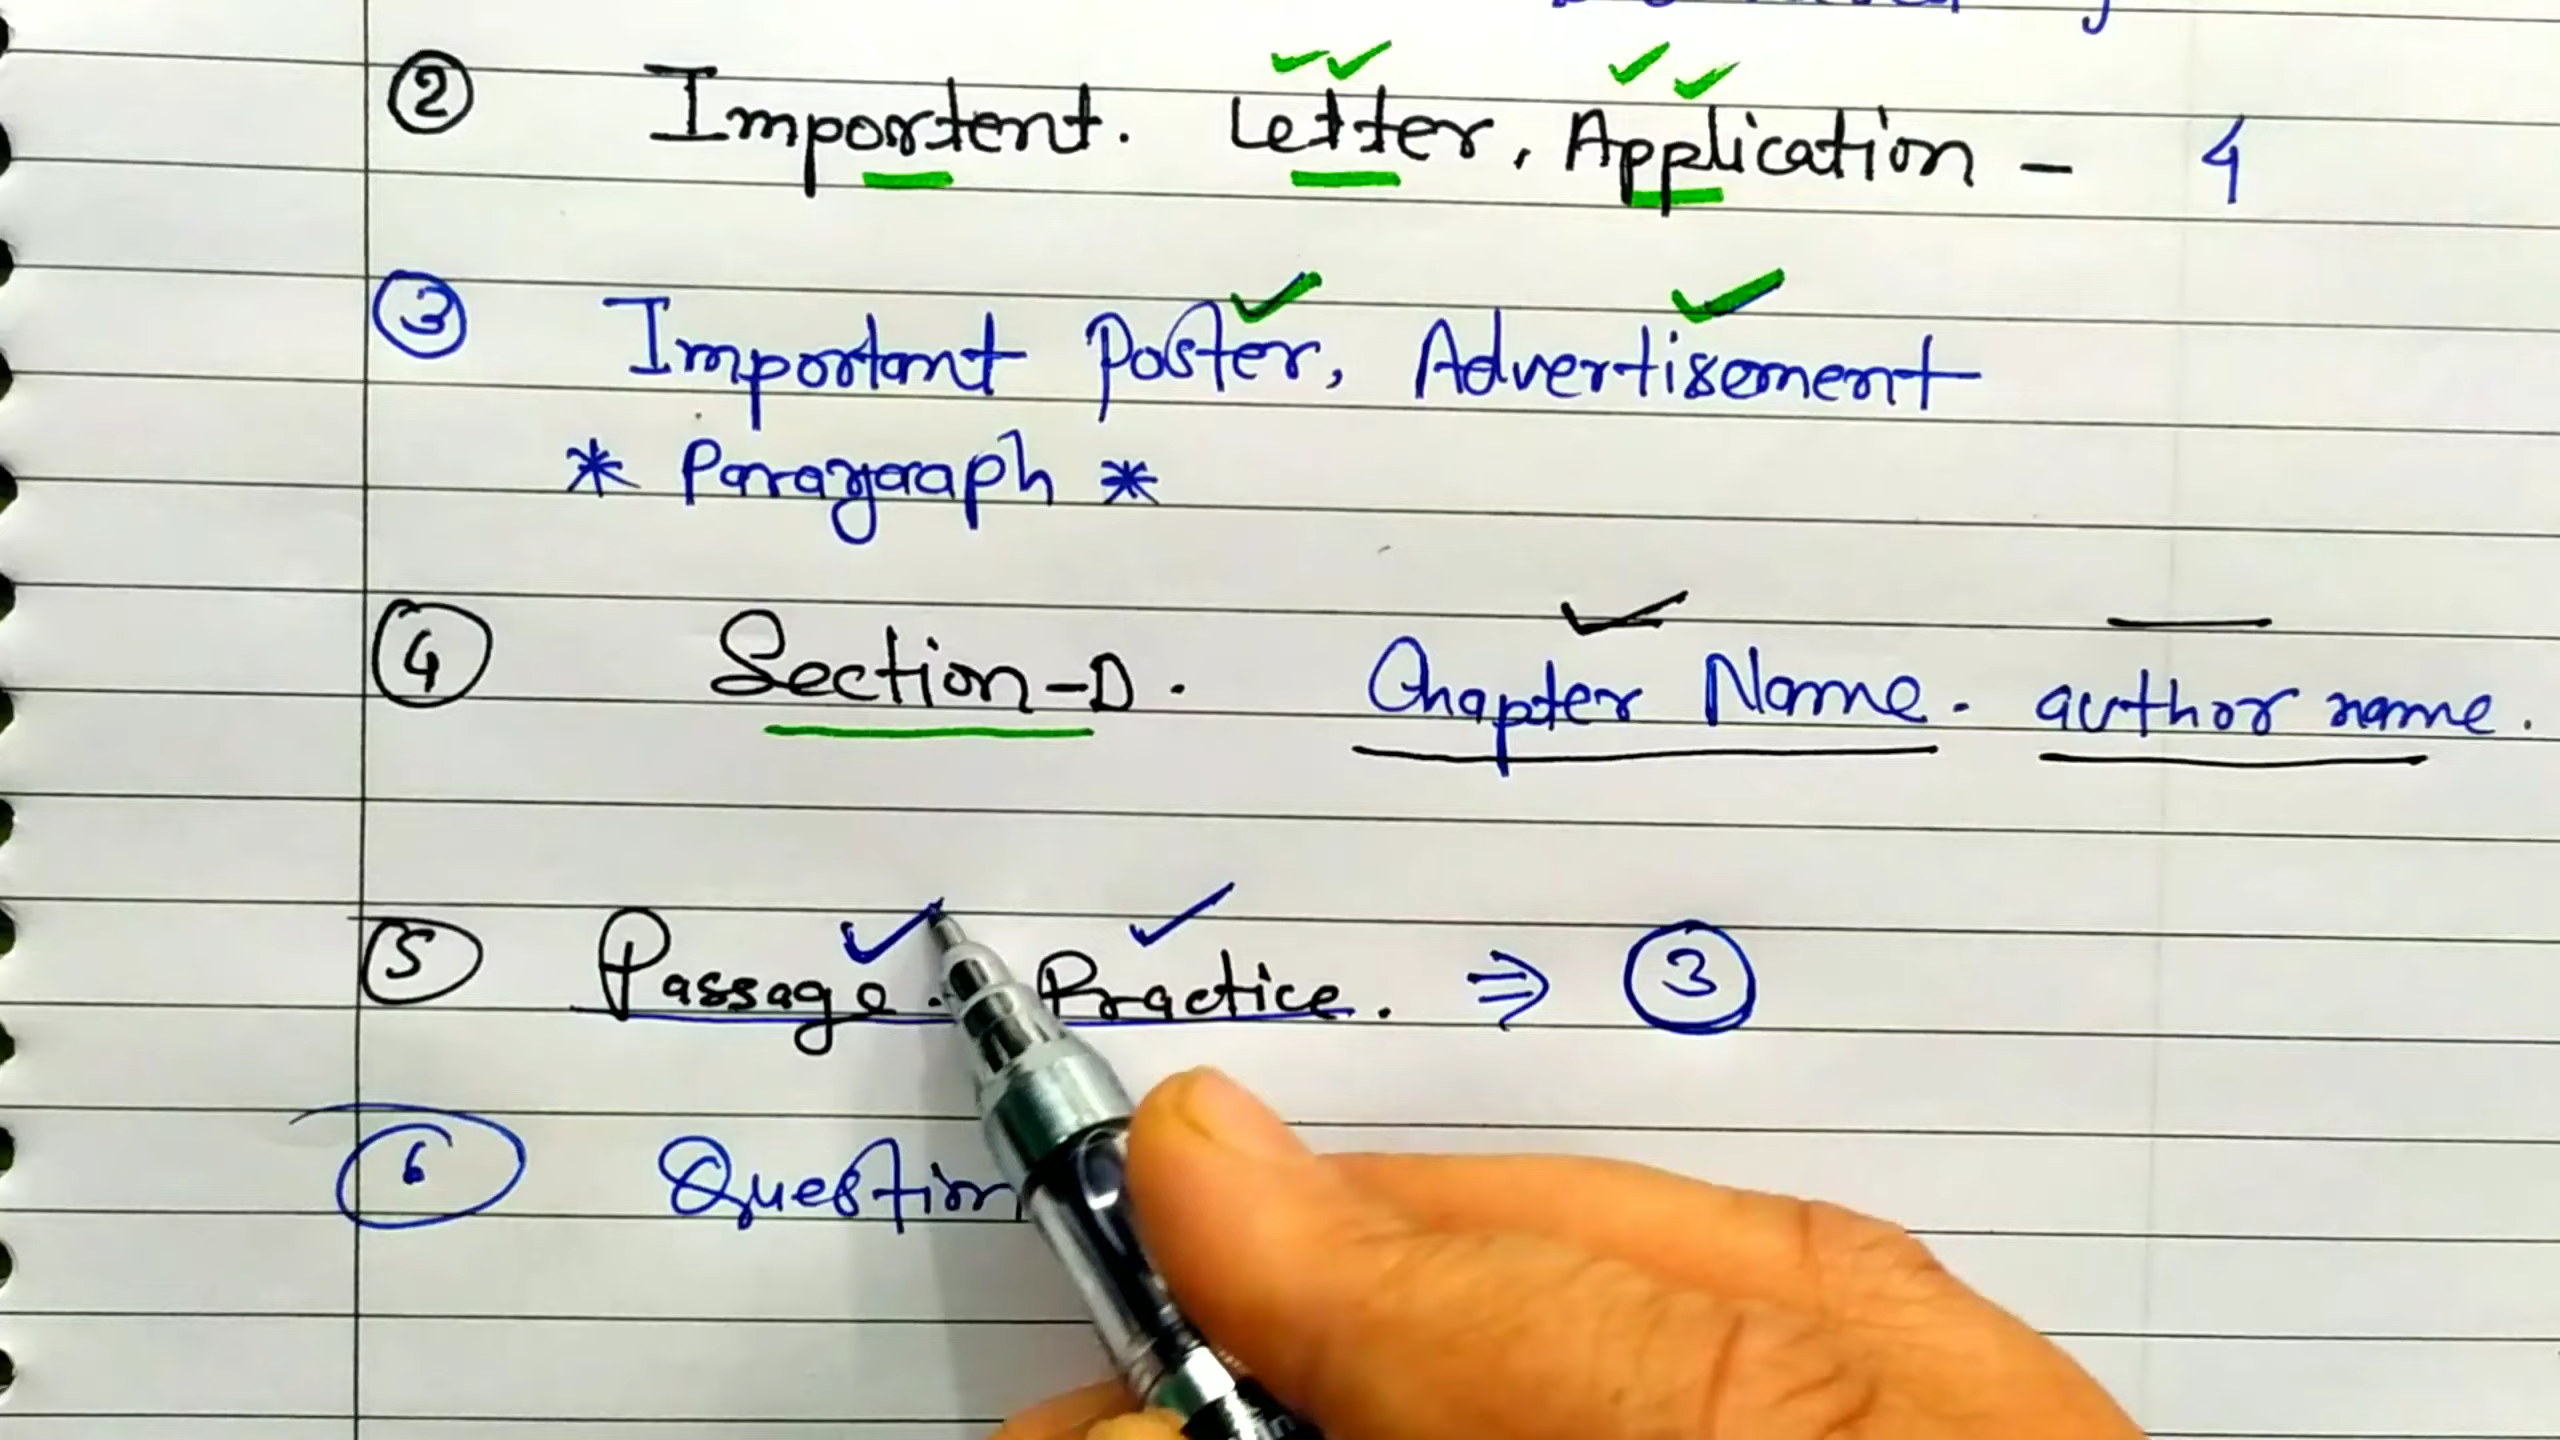 ② Importent. Letter, Application - 4
③ Important Poster, Advertisement
* Paragraph *
④ Section-D. Chapter Name. author name.
⑤ Passage. Practice. ⇒ ③
⑥ Question